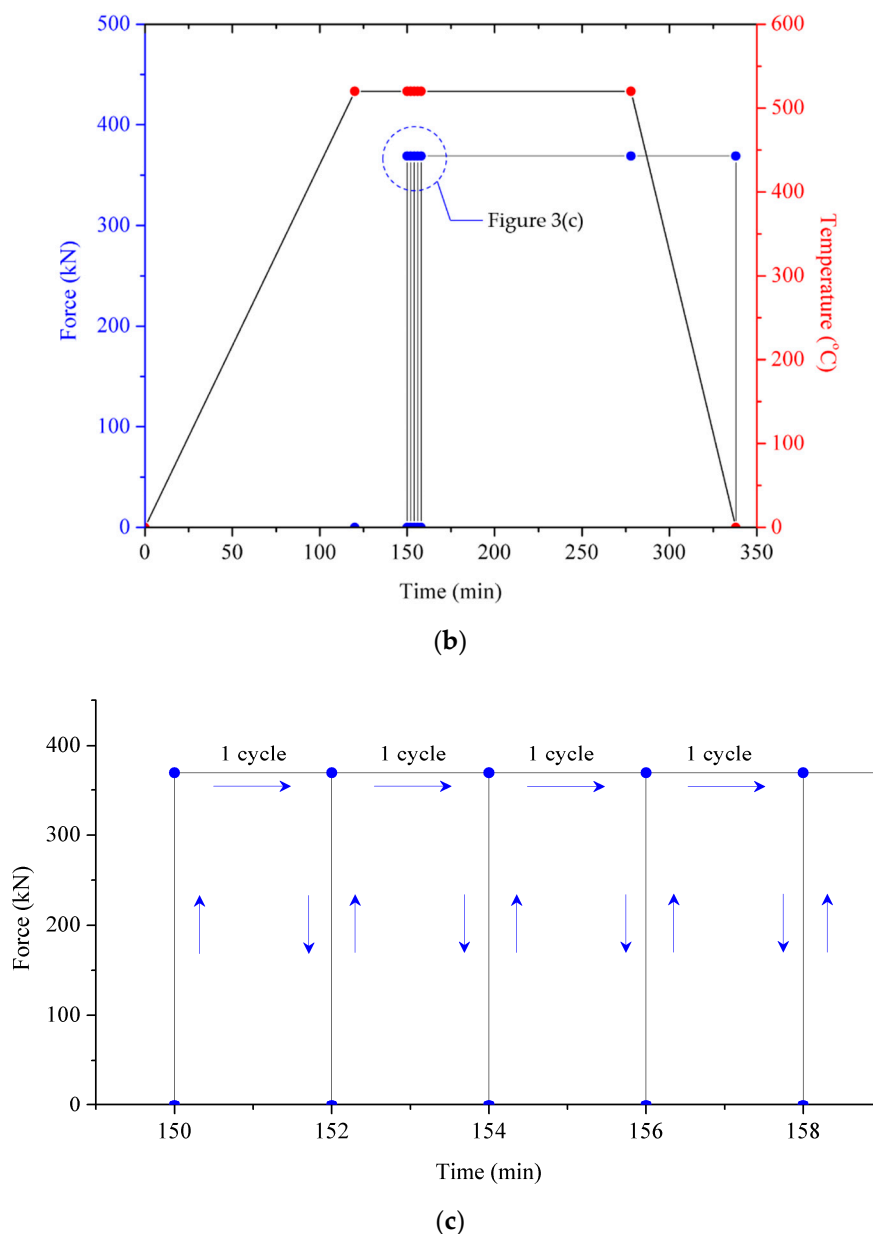 500
400
300
200
100
0
Force (kN)
600
500
400
300
200
100
0
Temperature (°C)
Figure 3(c)
0 50 100 150 200 250 300 350
Time (min)
(b)
400
300
200
100
0
Force (kN)
1 cycle 1 cycle 1 cycle 1 cycle
150 152 154 156 158
Time (min)
(c)